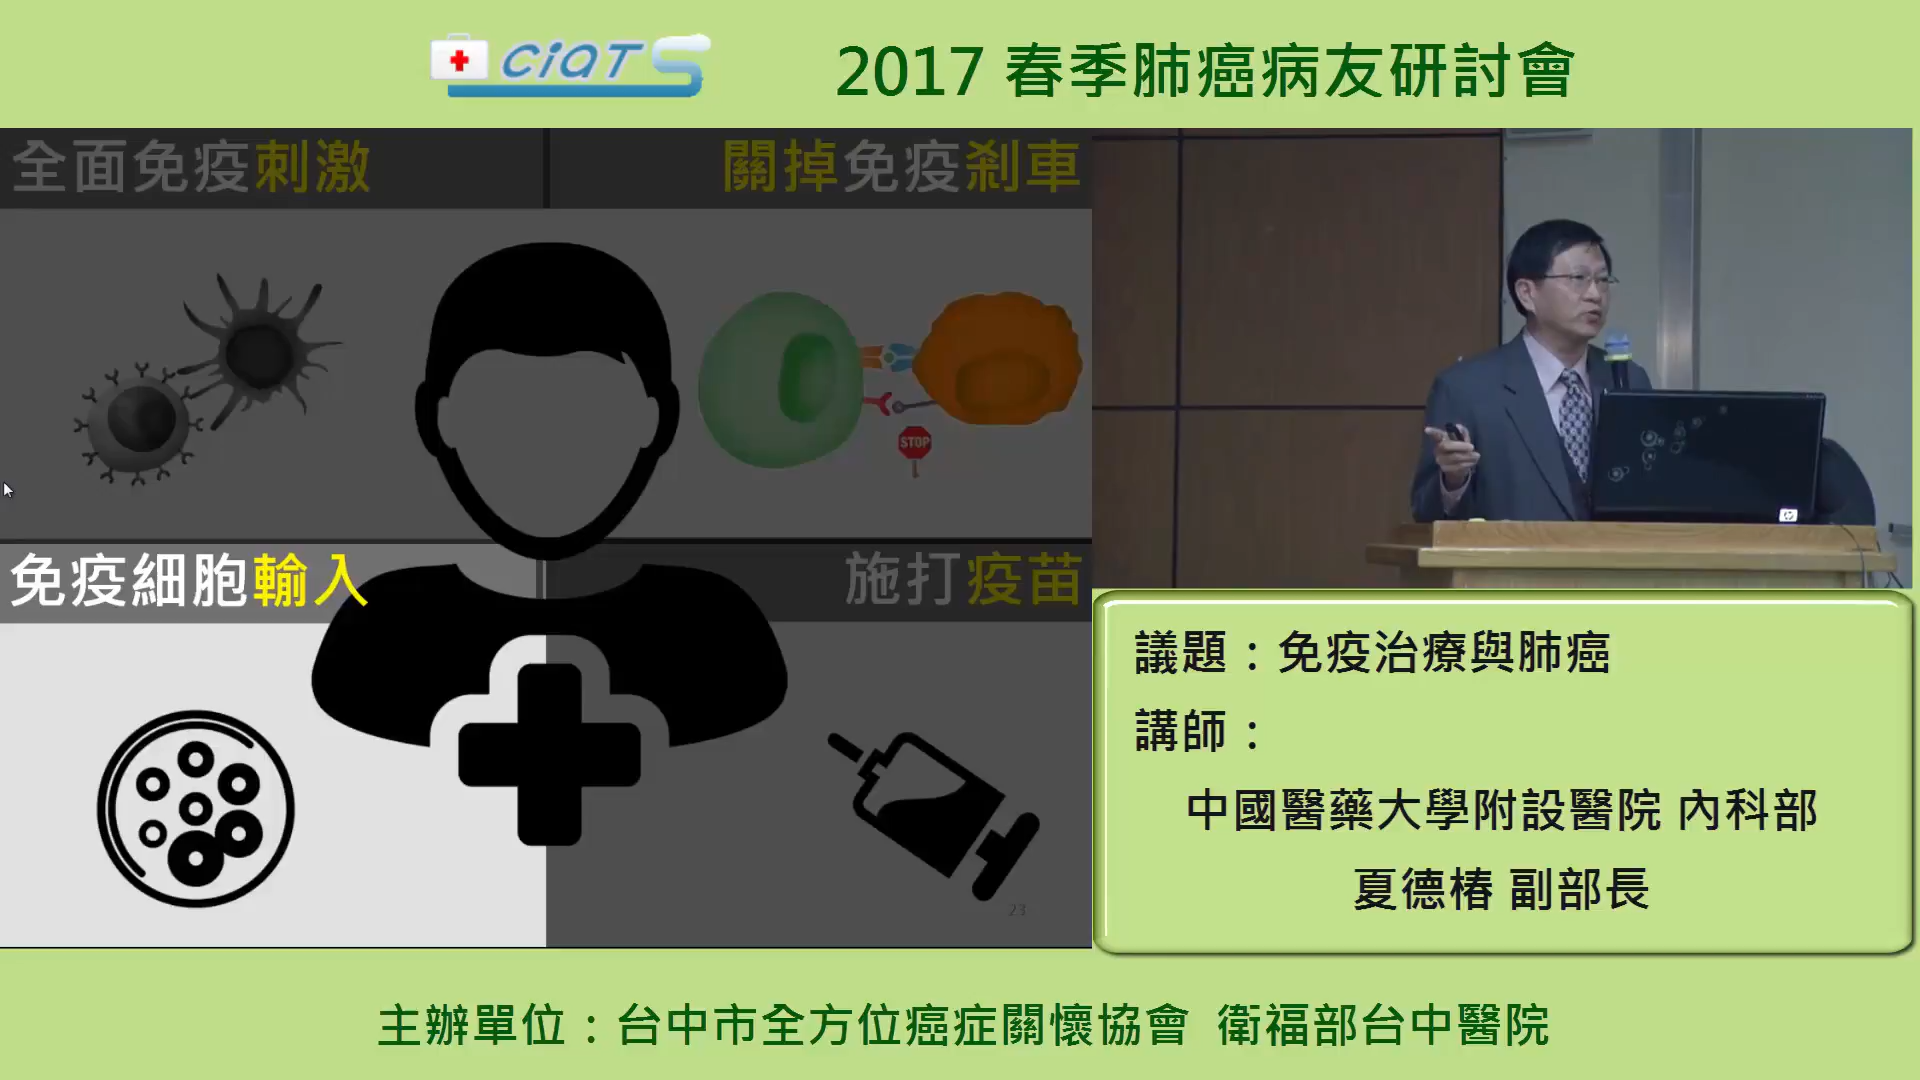 CiATS
2017 春季肺癌病友研討會
全面免疫刺激
關掉免疫剎車
STOP
免疫細胞輸入
施打疫苗
23
議題：免疫治療與肺癌
講師：
中國醫藥大學附設醫院 內科部
夏德椿 副部長
主辦單位：台中市全方位癌症關懷協會 衛福部台中醫院